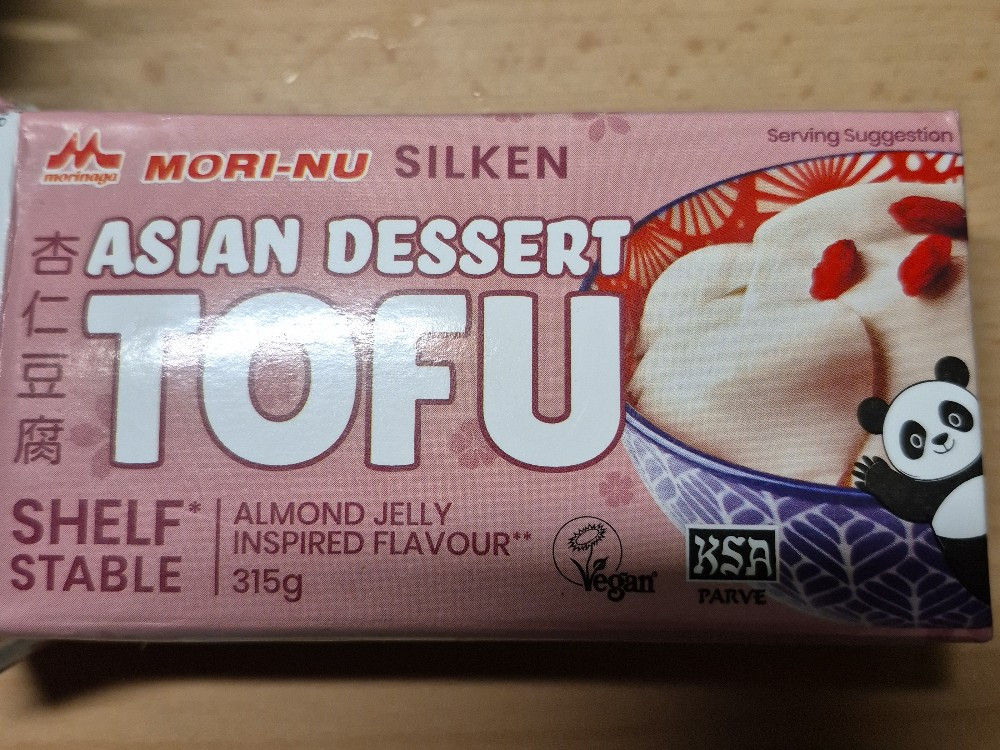 Serving Suggestion
morinaga
MORI-NU SILKEN
ASIAN DESSERT
TOFU
杏仁豆腐
SHELF*
STABLE
ALMOND JELLY
INSPIRED FLAVOUR**
315g
Vegan
KSA
PARVE